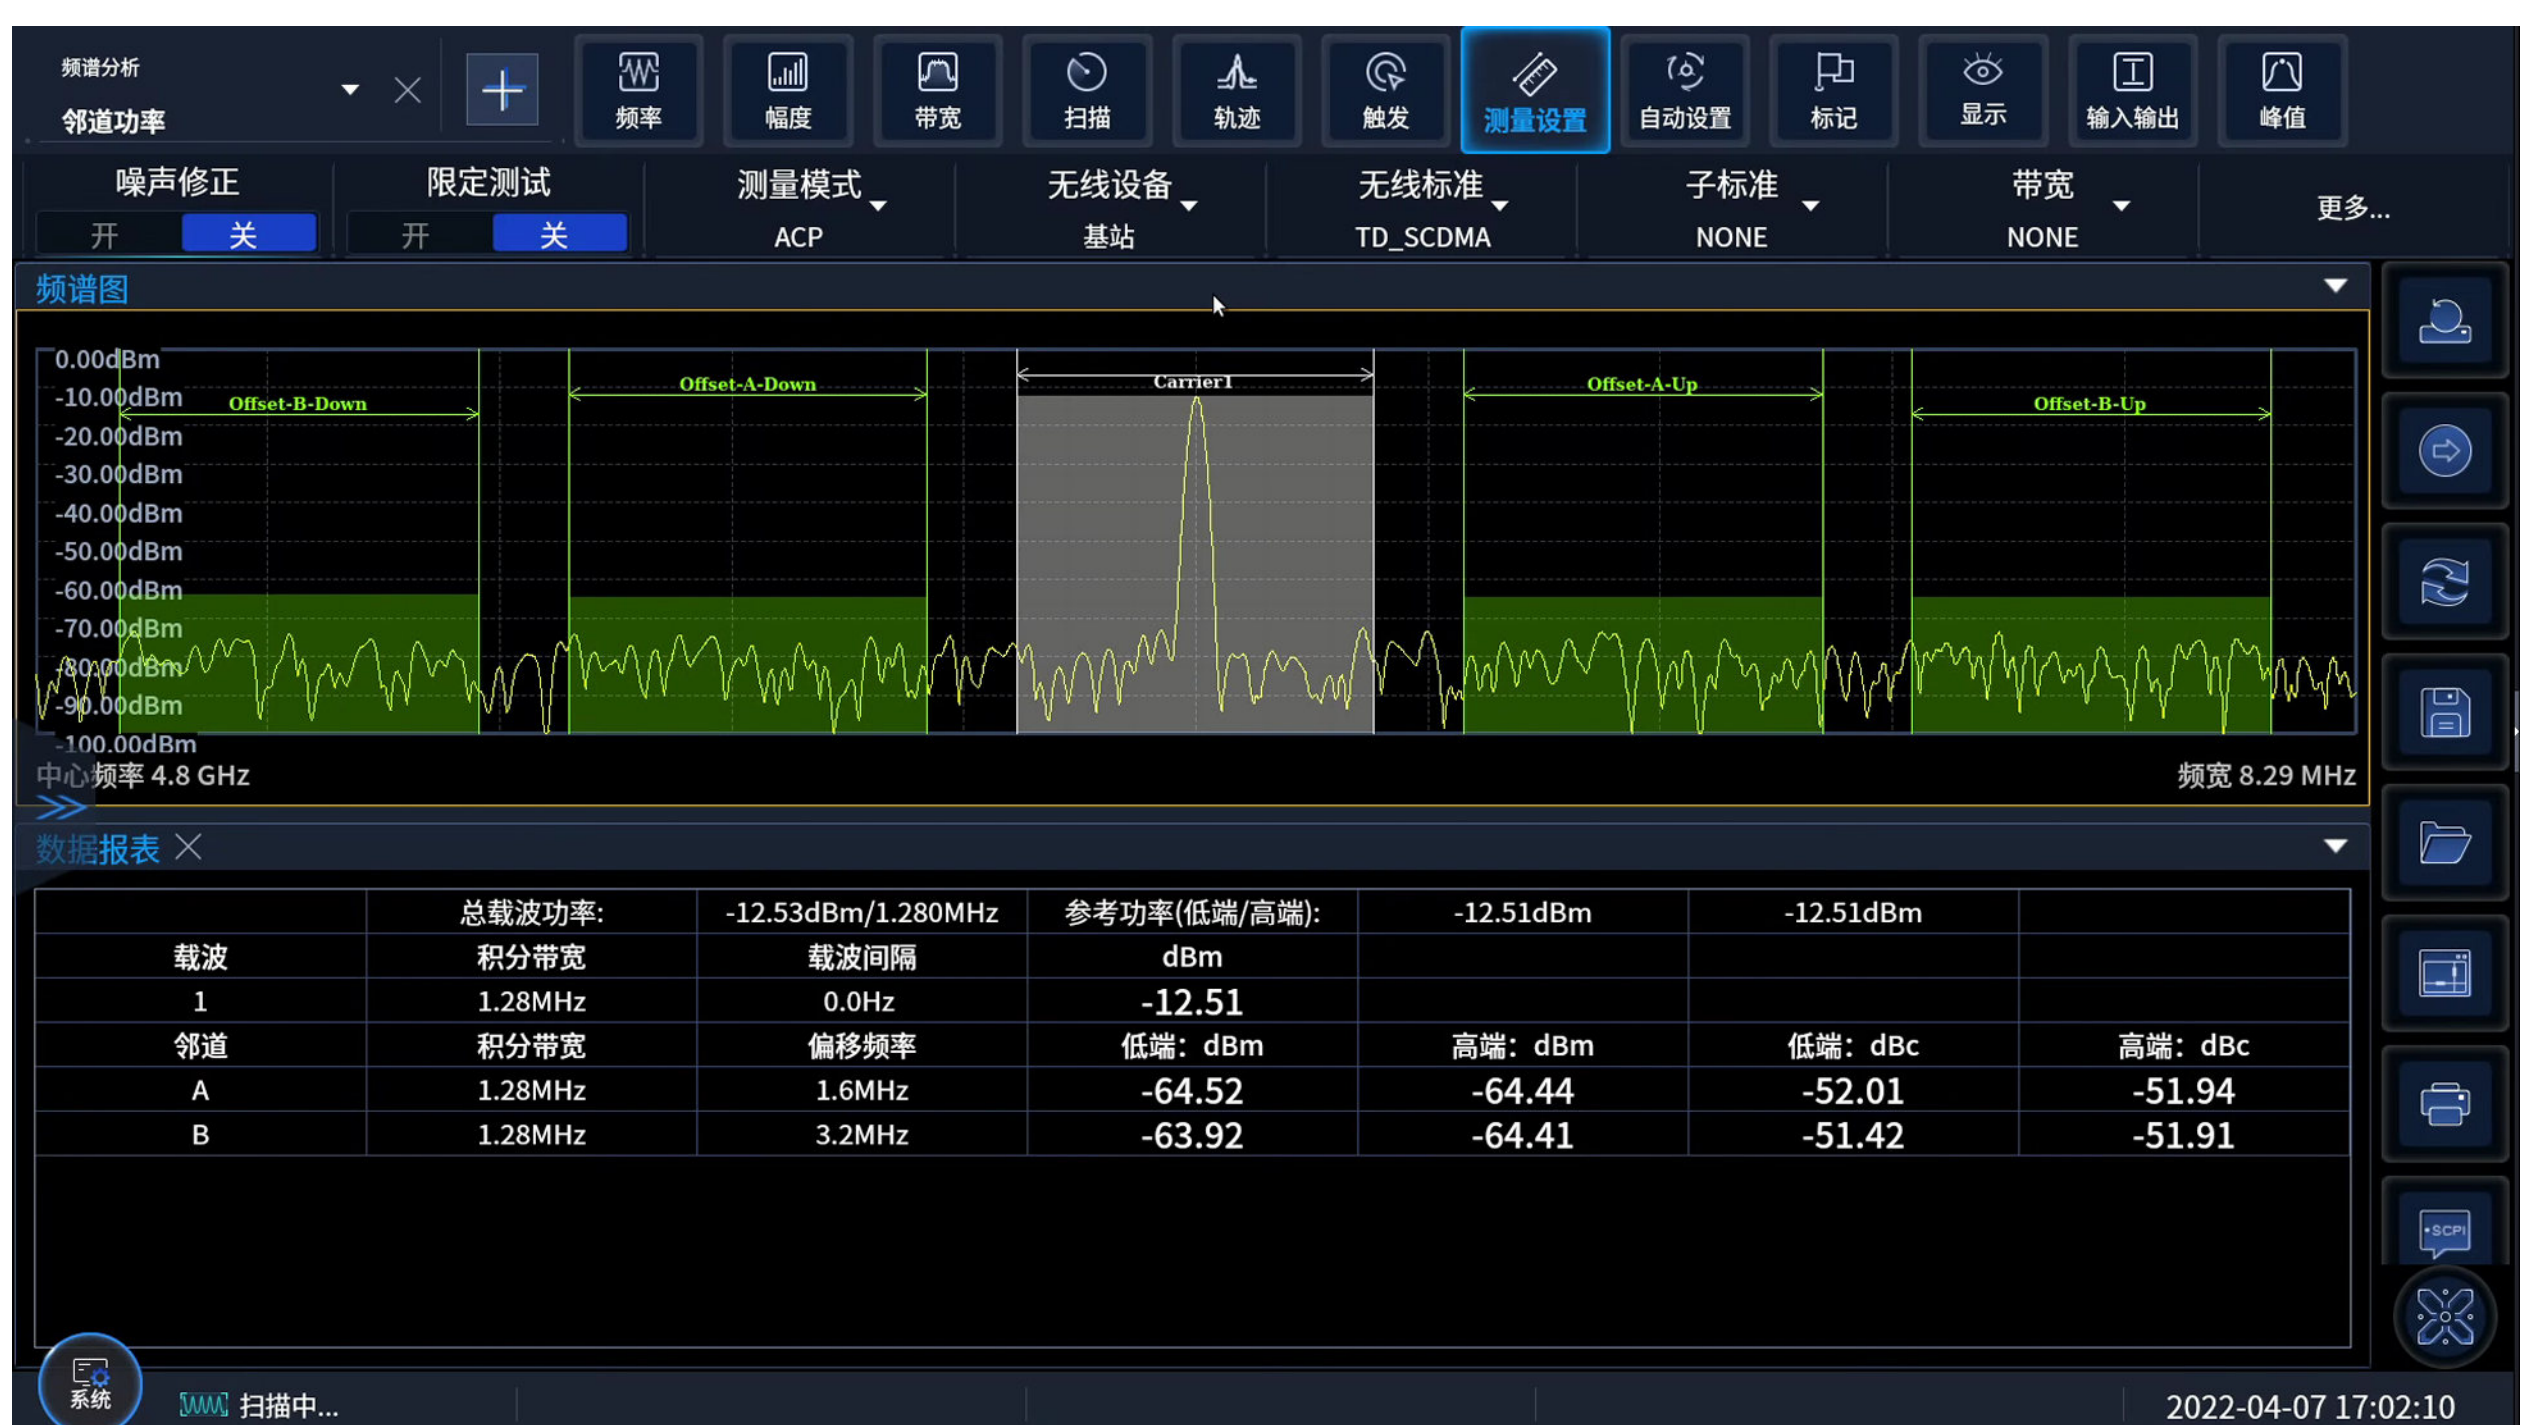 频谱分析
邻道功率
频率 幅度 带宽 扫描 轨迹 触发 测量设置 自动设置 标记 显示 输入输出 峰值
噪声修正 限定测试 测量模式 无线设备 无线标准 子标准 带宽 更多...
开 关 开 关 ACP 基站 TD_SCDMA NONE NONE
频谱图
0.00dBm
Carrier1
Offset-A-Down Offset-A-Up
-10.00dBm
Offset-B-Down Offset-B-Up
-20.00dBm
-30.00dBm
-40.00dBm
-50.00dBm
-60.00dBm
-70.00dBm
-80.00dBm
-90.00dBm
-100.00dBm
中心频率 4.8 GHz 频宽 8.29 MHz
数据报表
总载波功率: -12.53dBm/1.280MHz 参考功率(低端/高端): -12.51dBm -12.51dBm
载波 积分带宽 载波间隔 dBm
1 1.28MHz 0.0Hz -12.51
邻道 积分带宽 偏移频率 低端：dBm 高端：dBm 低端：dBc 高端：dBc
A 1.28MHz 1.6MHz -64.52 -64.44 -52.01 -51.94
B 1.28MHz 3.2MHz -63.92 -64.41 -51.42 -51.91
•SCPI
系统 扫描中... 2022-04-07 17:02:10